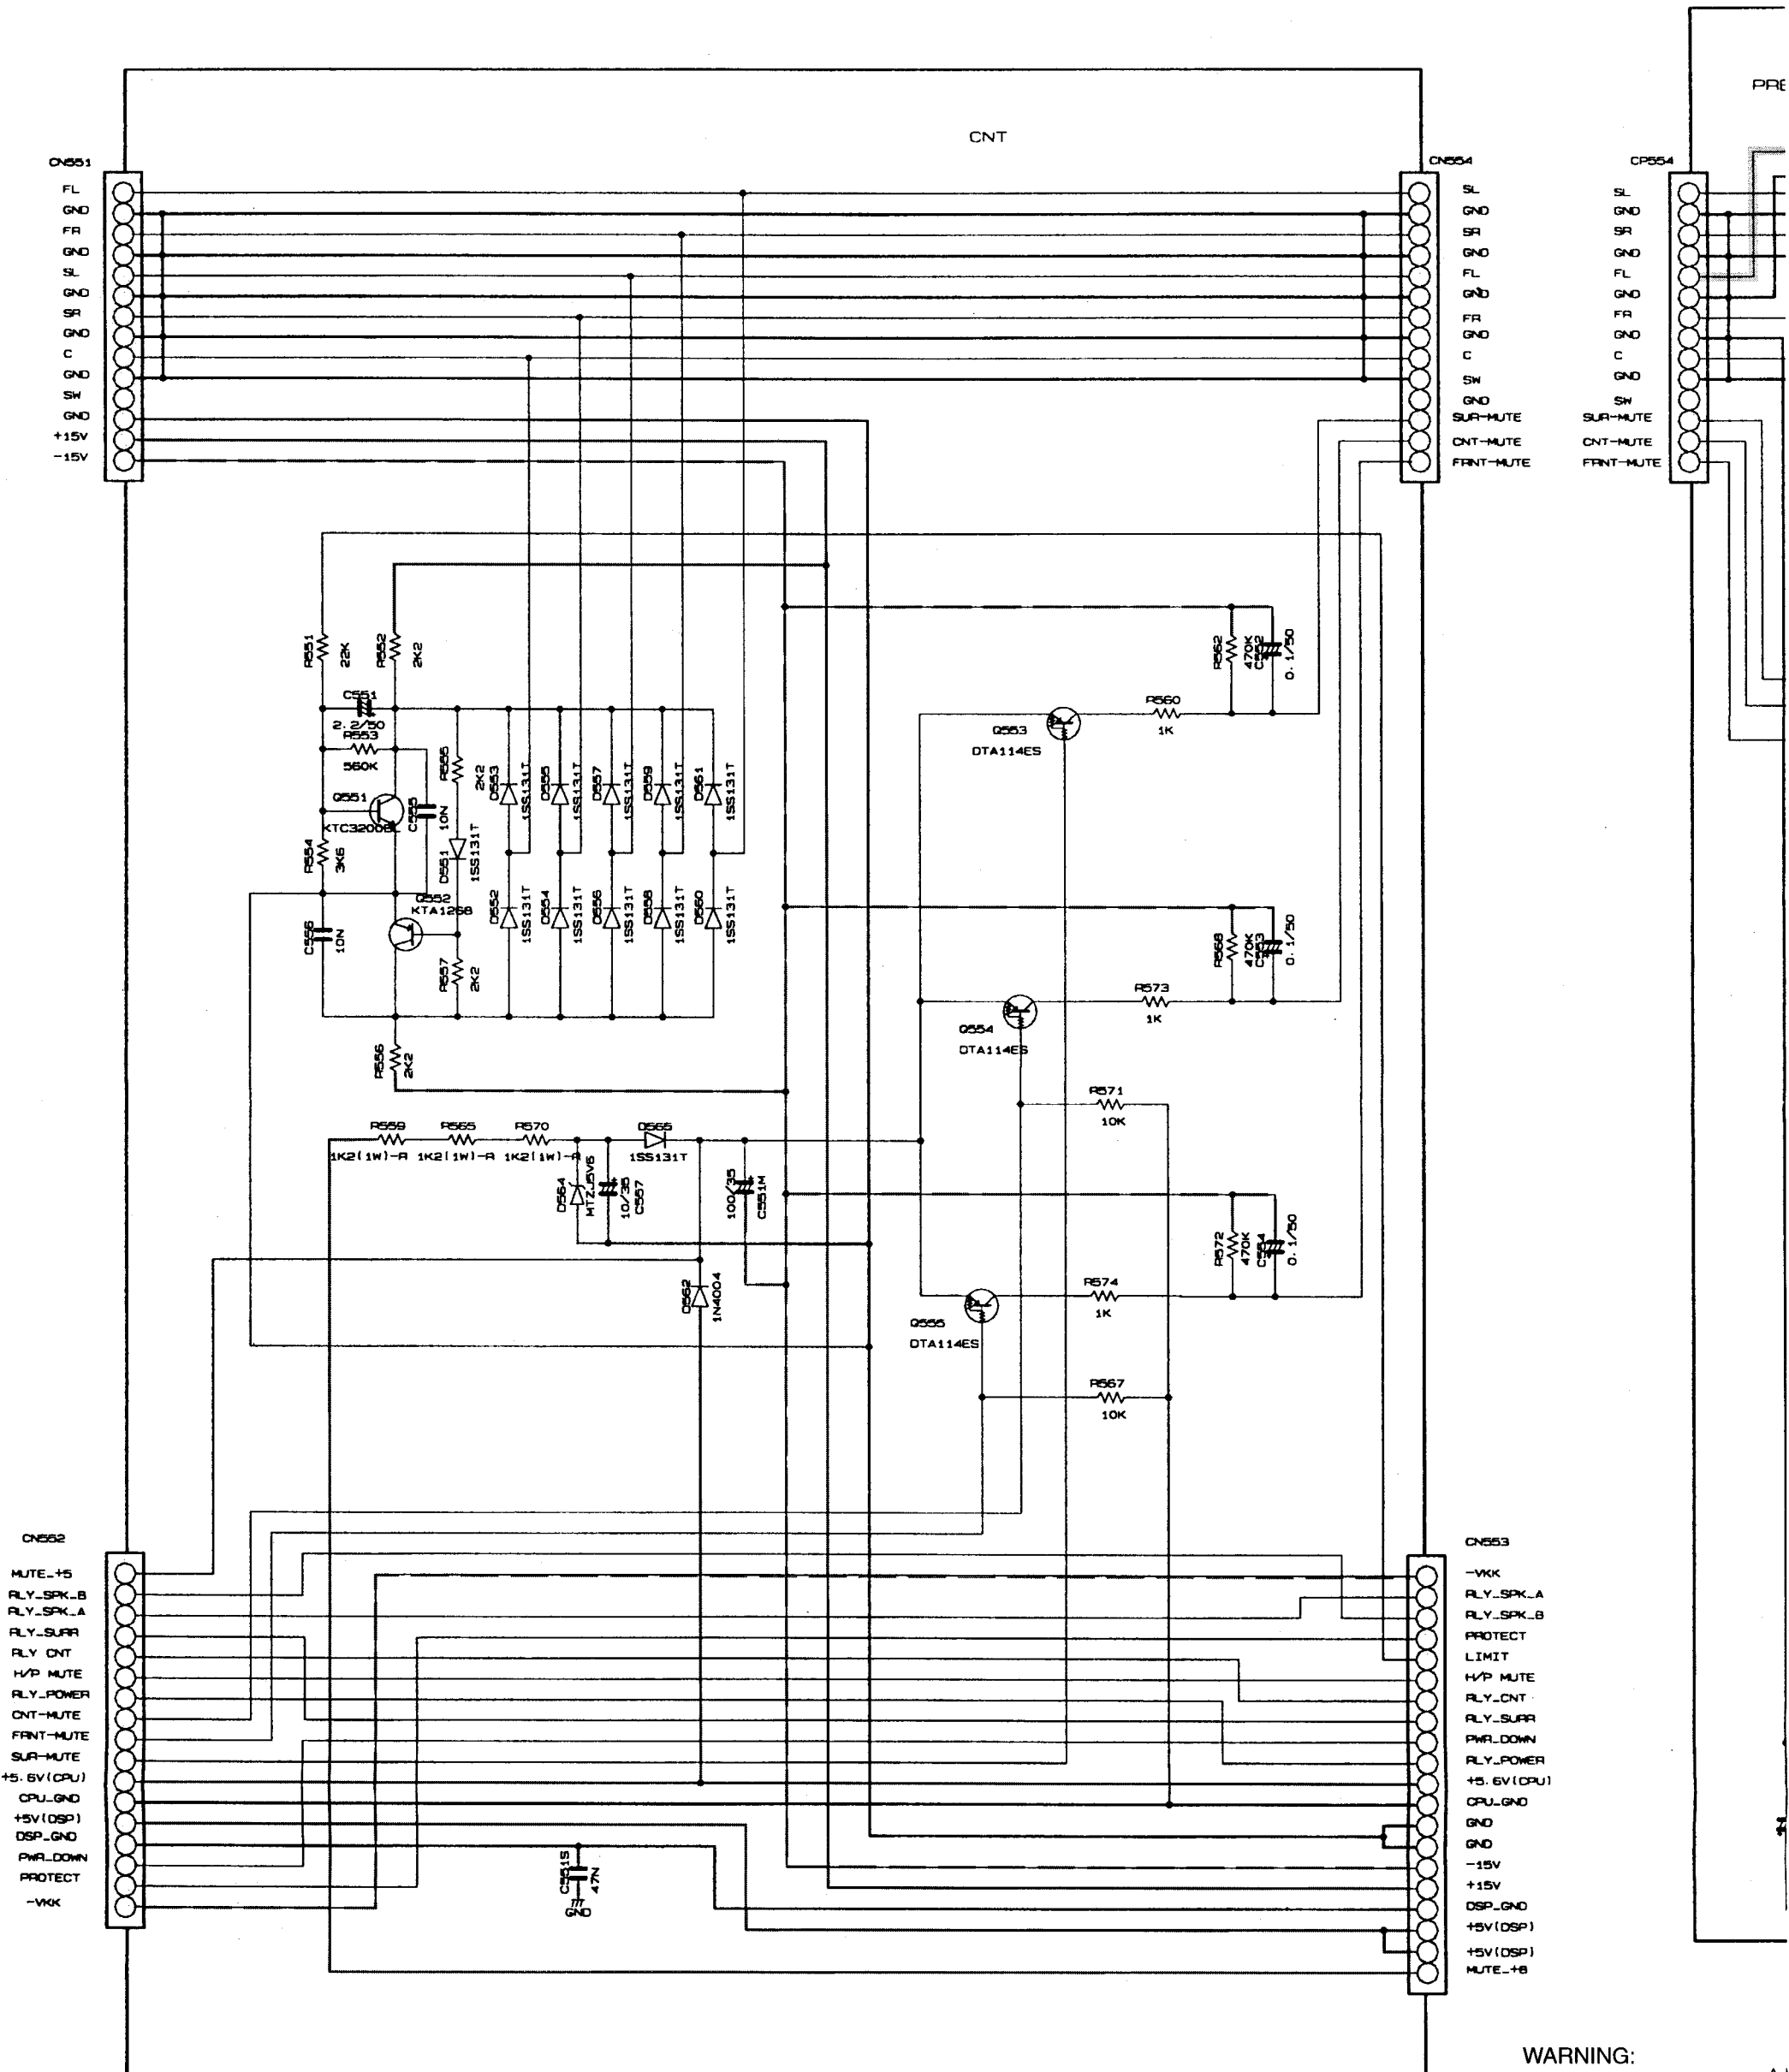 PRE
CNT
CN551
FL
GND
FR
GND
SL
GND
SR
GND
C
GND
SW
GND
+15V
-15V
CN554
SL
GND
SR
GND
FL
GND
FR
GND
C
SW
GND
SUR-MUTE
CNT-MUTE
FRNT-MUTE
CP554
SL
GND
SR
GND
FL
GND
FR
GND
C
GND
SW
SUR-MUTE
CNT-MUTE
FRNT-MUTE
R551
22K
R552
2K2
C551
2.2/50
R553
560K
Q551
KTC3200BL
C555
10N
R554
3K6
R555
2K2
D551
1SS131T
Q552
KTA1268
C556
10N
R557
2K2
R556
2K2
D553
1SS131T
D555
1SS131T
D557
1SS131T
D559
1SS131T
D561
1SS131T
D552
1SS131T
D554
1SS131T
D556
1SS131T
D558
1SS131T
D560
1SS131T
R562
470K
C552
0.1/50
R560
1K
Q553
DTA114ES
R568
470K
C553
0.1/50
R573
1K
Q554
DTA114ES
R571
10K
R559
1K2(1W)-R
R565
1K2(1W)-R
R570
1K2(1W)-R
D565
1SS131T
D564
MTZJ5V6
10/35
C557
100/35
C551M
D562
1N4004
R572
470K
C554
0.1/50
R574
1K
Q555
DTA114ES
R567
10K
CN552
MUTE_+5
RLY_SPK_B
RLY_SPK_A
RLY_SURR
RLY CNT
H/P MUTE
RLY_POWER
CNT-MUTE
FRNT-MUTE
SUR-MUTE
+5.6V(CPU)
CPU_GND
+5V(DSP)
DSP_GND
PWR_DOWN
PROTECT
-VKK
C551S
47N
GND
CN553
-VKK
RLY_SPK_A
RLY_SPK_B
PROTECT
LIMIT
H/P MUTE
RLY_CNT
RLY_SURR
PWR_DOWN
RLY_POWER
+5.6V(CPU)
CPU_GND
GND
GND
-15V
+15V
DSP_GND
+5V(DSP)
+5V(DSP)
MUTE_+B
WARNING: